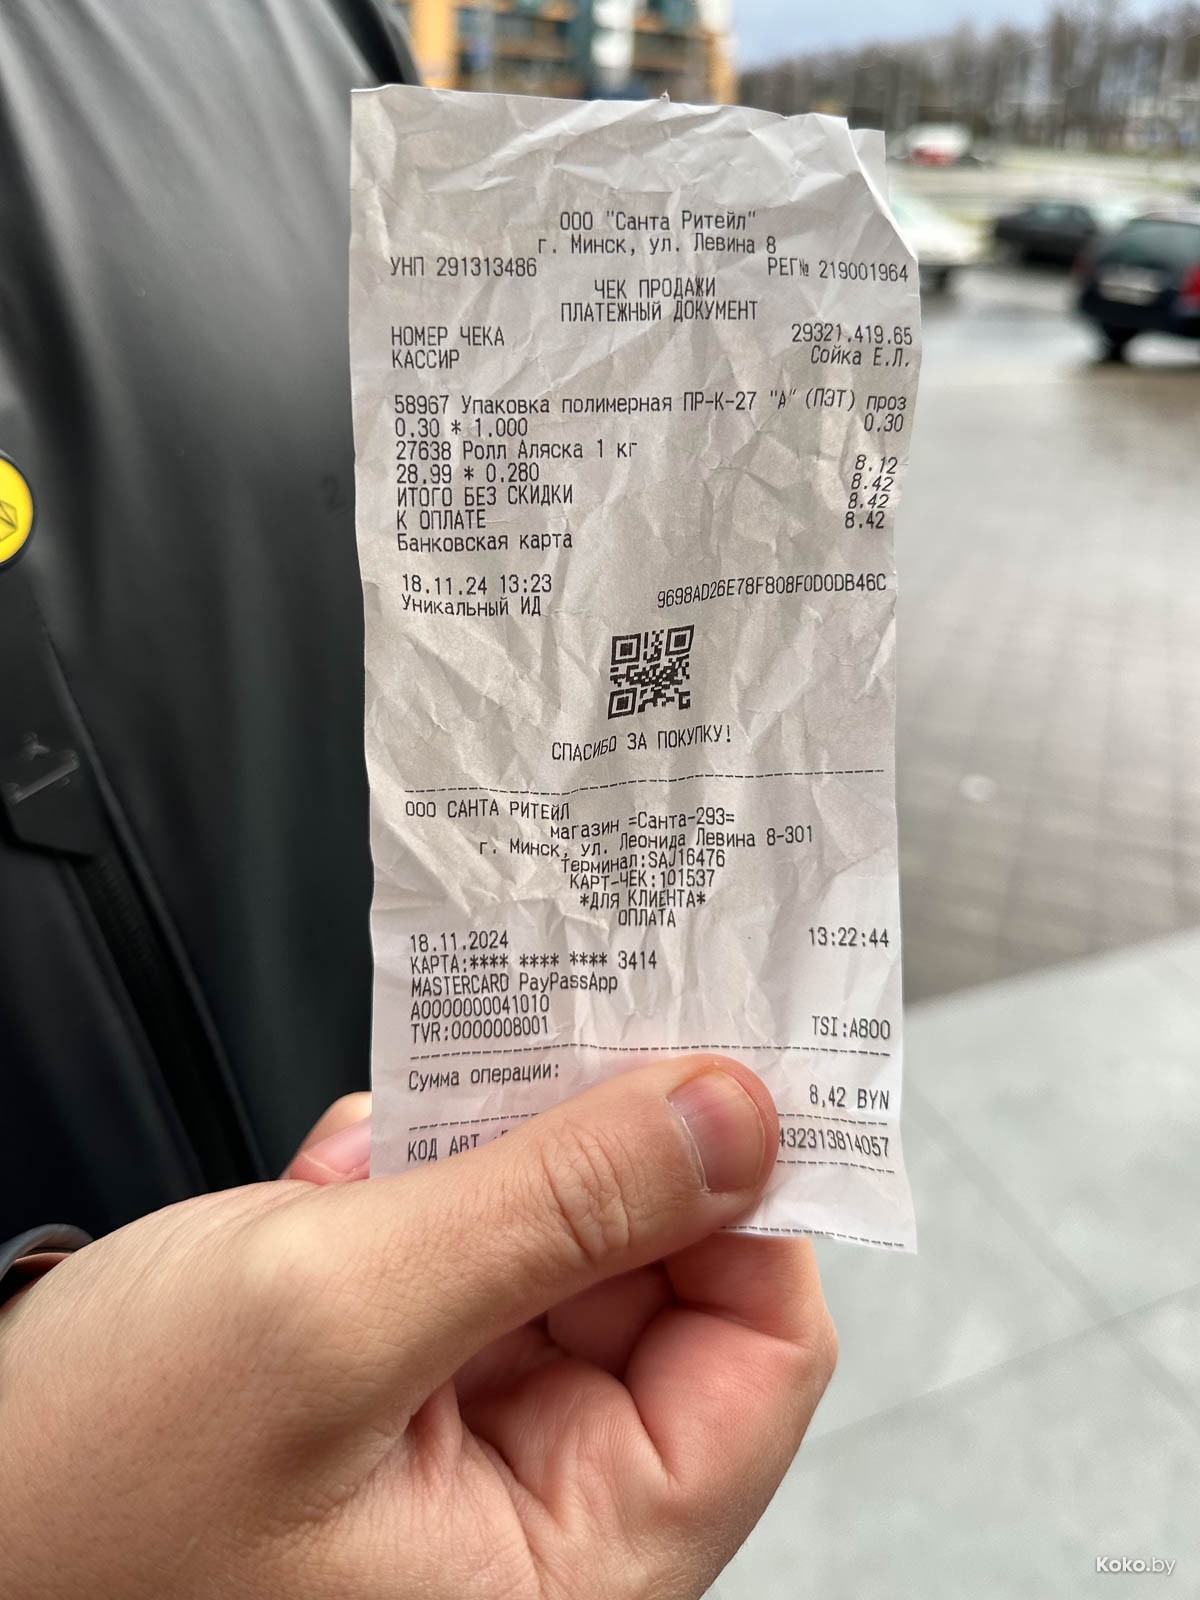 ООО "Санта Ритейл"
г. Минск, ул. Левина 8
УНП 291313486 РЕГ№ 219001964
ЧЕК ПРОДАЖИ
ПЛАТЕЖНЫЙ ДОКУМЕНТ
НОМЕР ЧЕКА 29321.419.65
КАССИР Сойка Е.Л.
58967 Упаковка полимерная ПР-К-27 "А" (ПЭТ) проз
0.30 * 1.000 0.30
27638 Ролл Аляска 1 кг
28.99 * 0.280 8.12
ИТОГО БЕЗ СКИДКИ 8.42
К ОПЛАТЕ 8.42
Банковская карта 8.42
18.11.24 13:23
Уникальный ИД 9698AD26E78F808F0D0DB46C
СПАСИБО ЗА ПОКУПКУ!
ООО САНТА РИТЕЙЛ
магазин =Санта-293=
г. Минск, ул. Леонида Левина 8-301
Терминал:SAJ16476
КАРТ-ЧЕК:101537
*ДЛЯ КЛИЕНТА*
ОПЛАТА
18.11.2024 13:22:44
КАРТА:**** **** **** 3414
MASTERCARD PayPassApp
A0000000041010
TVR:0000008001 TSI:A800
Сумма операции:
8,42 BYN
КОД АВТ 432313814057
Koko.by